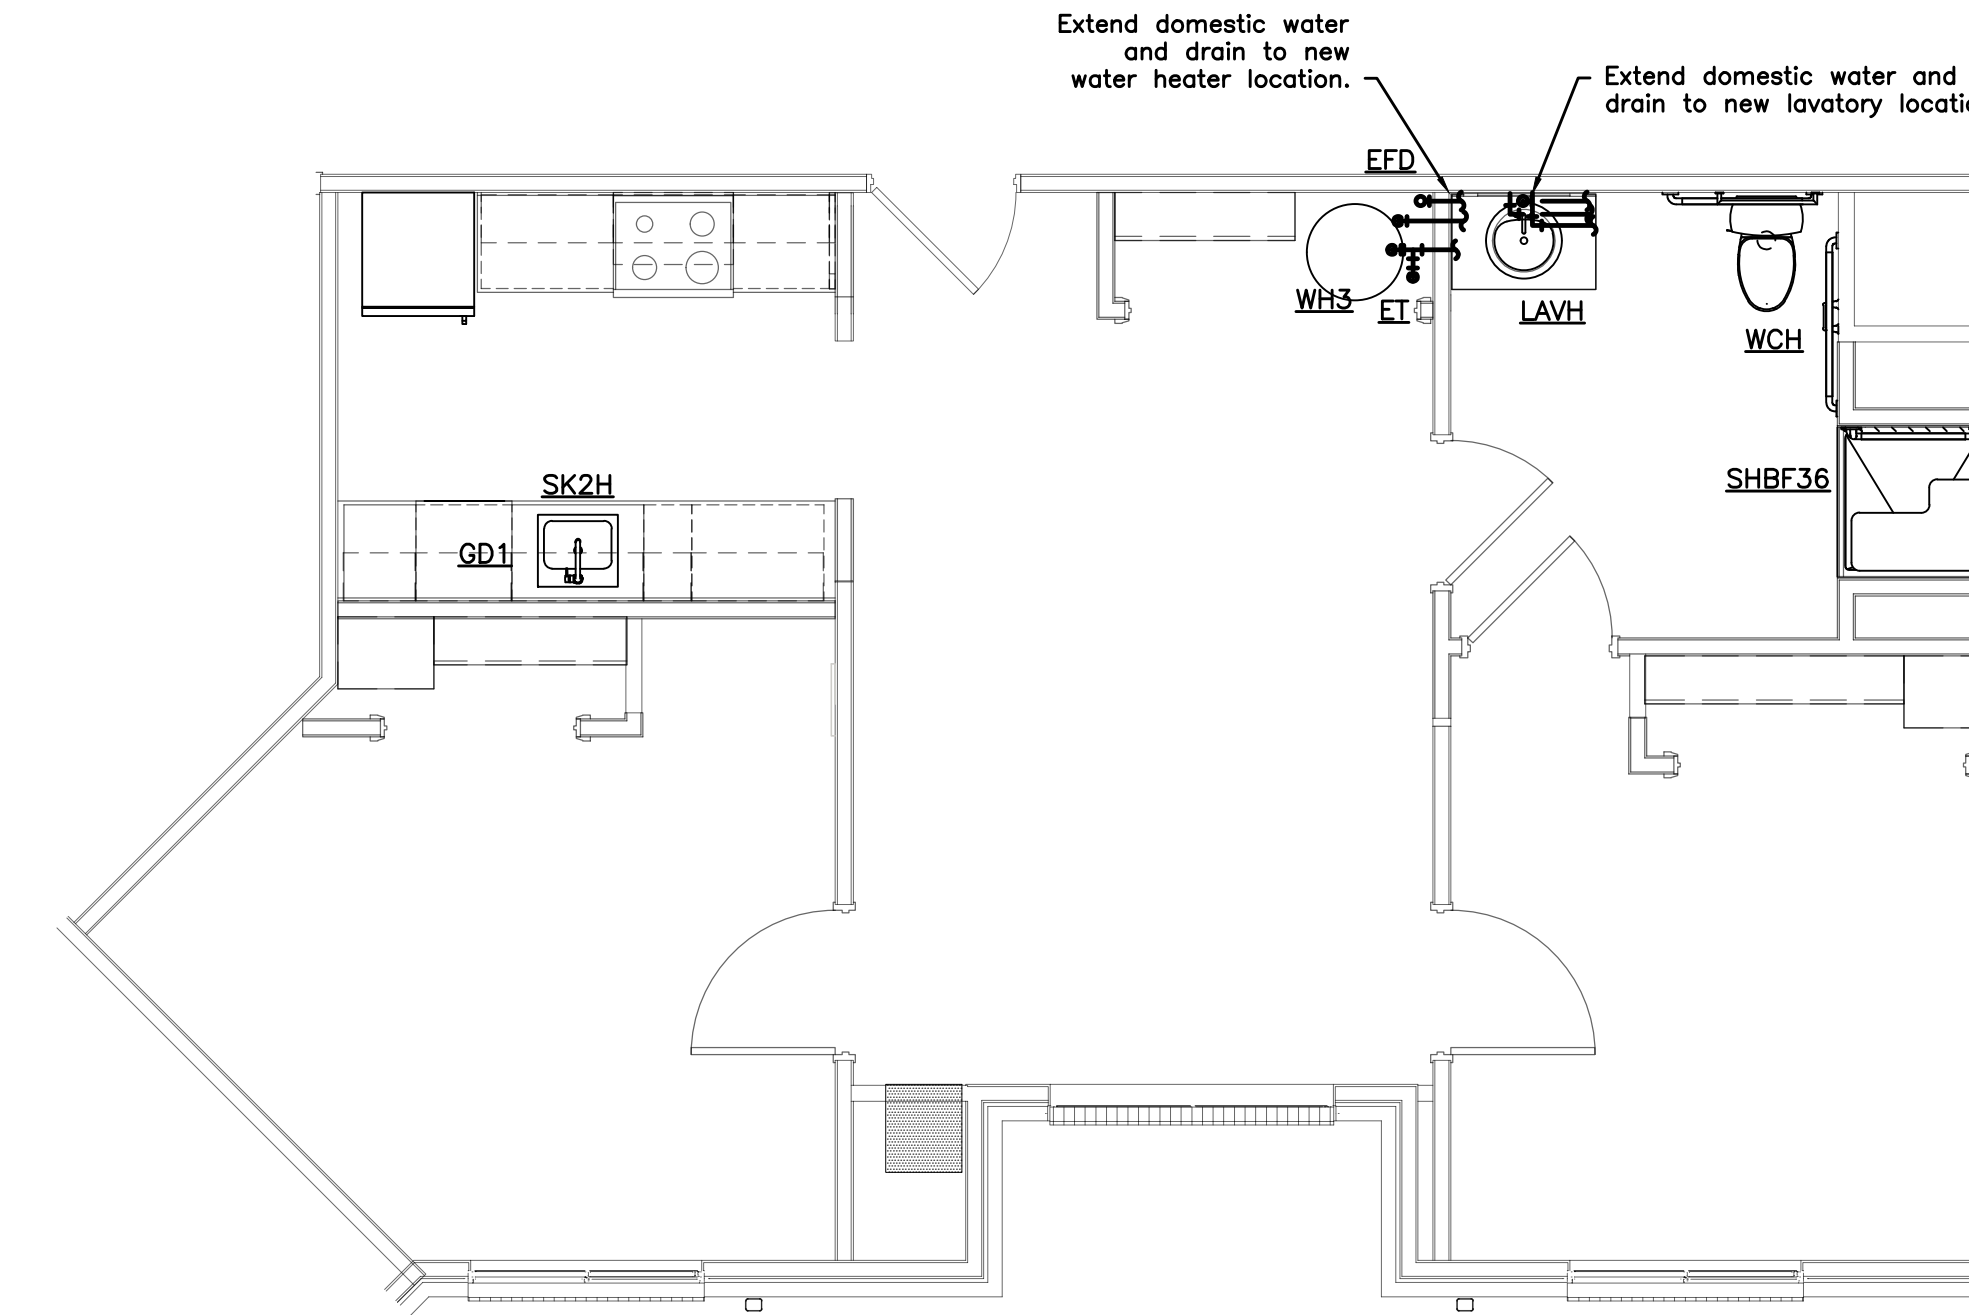 Extend domestic water
and drain to new
water heater location.
Extend domestic water and
drain to new lavatory
EFD
WH3
ET
LAVH
WCH
SHBF36
SK2H
GD1